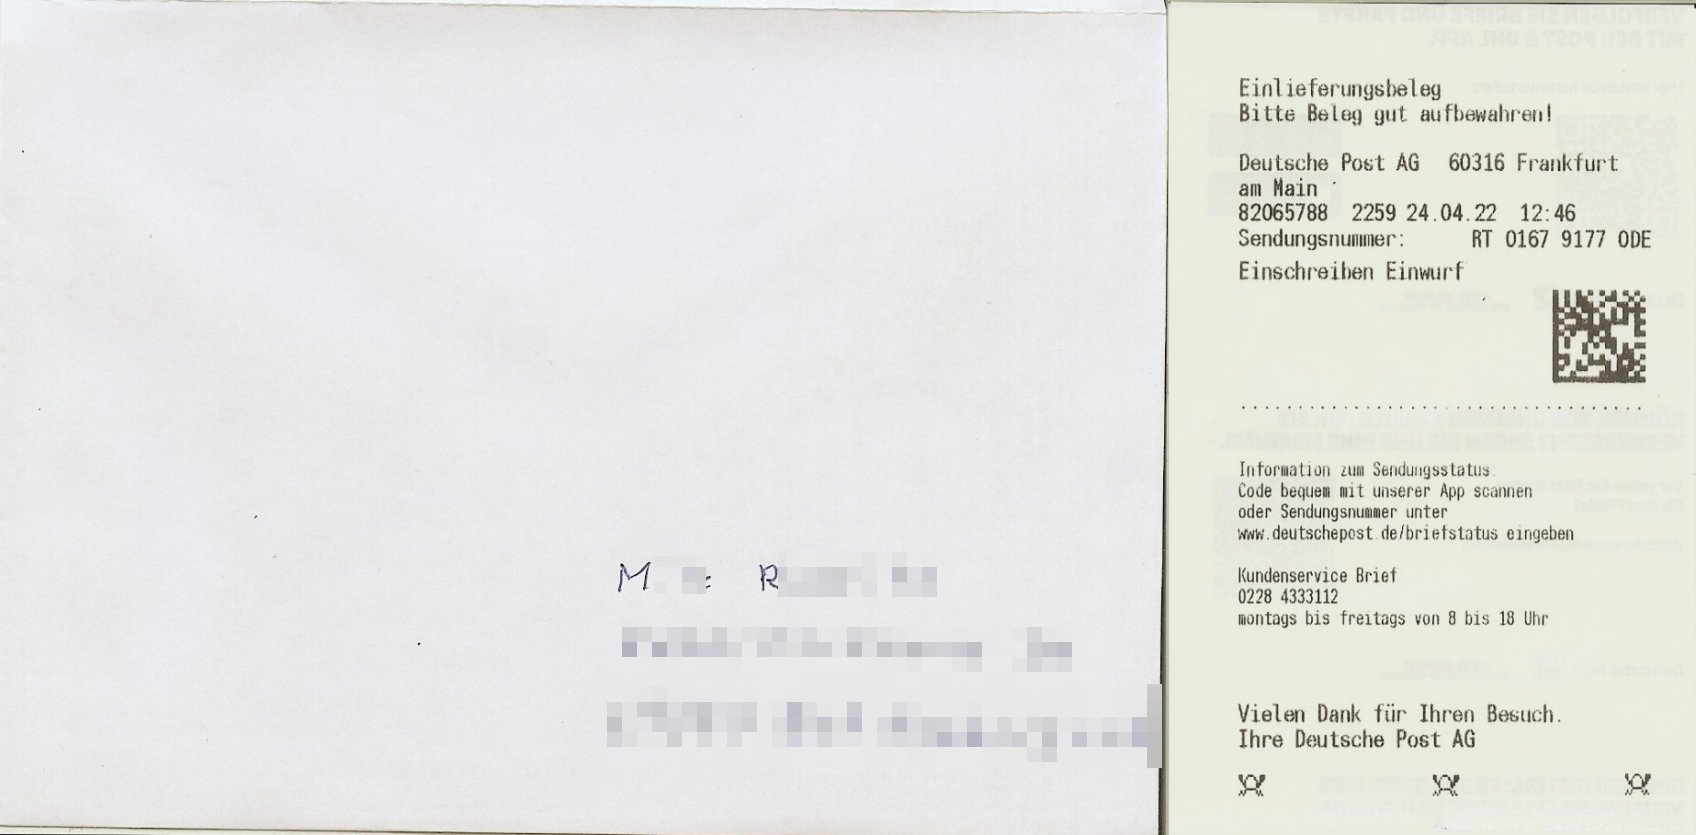 M. R
Einlieferungsbeleg
Bitte Beleg gut aufbewahren!
Deutsche Post AG 60316 Frankfurt
am Main
82065788 2259 24.04.22 12:46
Sendungsnummer: RT 0167 9177 0DE
Einschreiben Einwurf
Information zum Sendungsstatus.
Code bequem mit unserer App scannen
oder Sendungsnummer unter
www.deutschepost.de/briefstatus eingeben
Kundenservice Brief
0228 4333112
montags bis freitags von 8 bis 18 Uhr
Vielen Dank für Ihren Besuch.
Ihre Deutsche Post AG